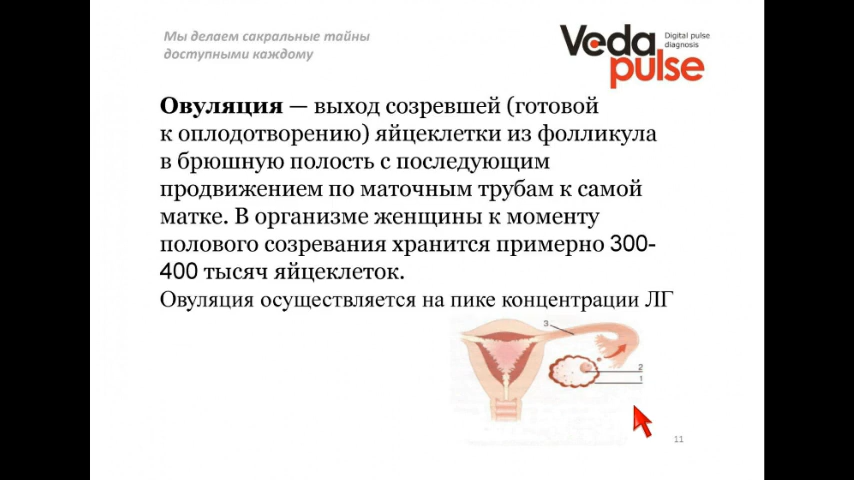 Мы делаем сакральные тайны
доступными каждому
Veda
pulse
Digital pulse
diagnosis
Овуляция — выход созревшей (готовой
к оплодотворению) яйцеклетки из фолликула
в брюшную полость с последующим
продвижением по маточным трубам к самой
матке. В организме женщины к моменту
полового созревания хранится примерно 300-
400 тысяч яйцеклеток.
Овуляция осуществляется на пике концентрации ЛГ
3
2
1
11